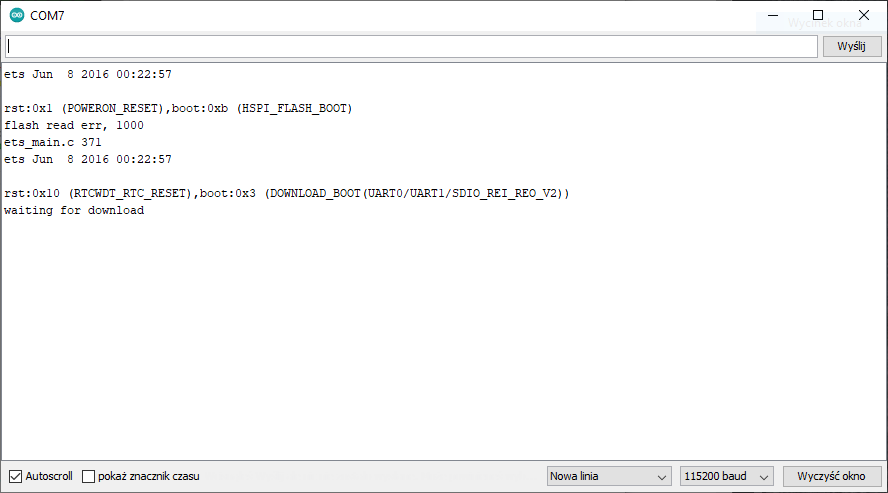 COM7
Wyślij
ets Jun  8 2016 00:22:57
rst:0x1 (POWERON_RESET),boot:0xb (HSPI_FLASH_BOOT)
flash read err, 1000
ets_main.c 371
ets Jun  8 2016 00:22:57
rst:0x10 (RTCWDT_RTC_RESET),boot:0x3 (DOWNLOAD_BOOT(UART0/UART1/SDIO_REI_REO_V2))
waiting for download
Autoscroll pokaż znacznik czasu Nowa linia 115200 baud Wyczyść okno